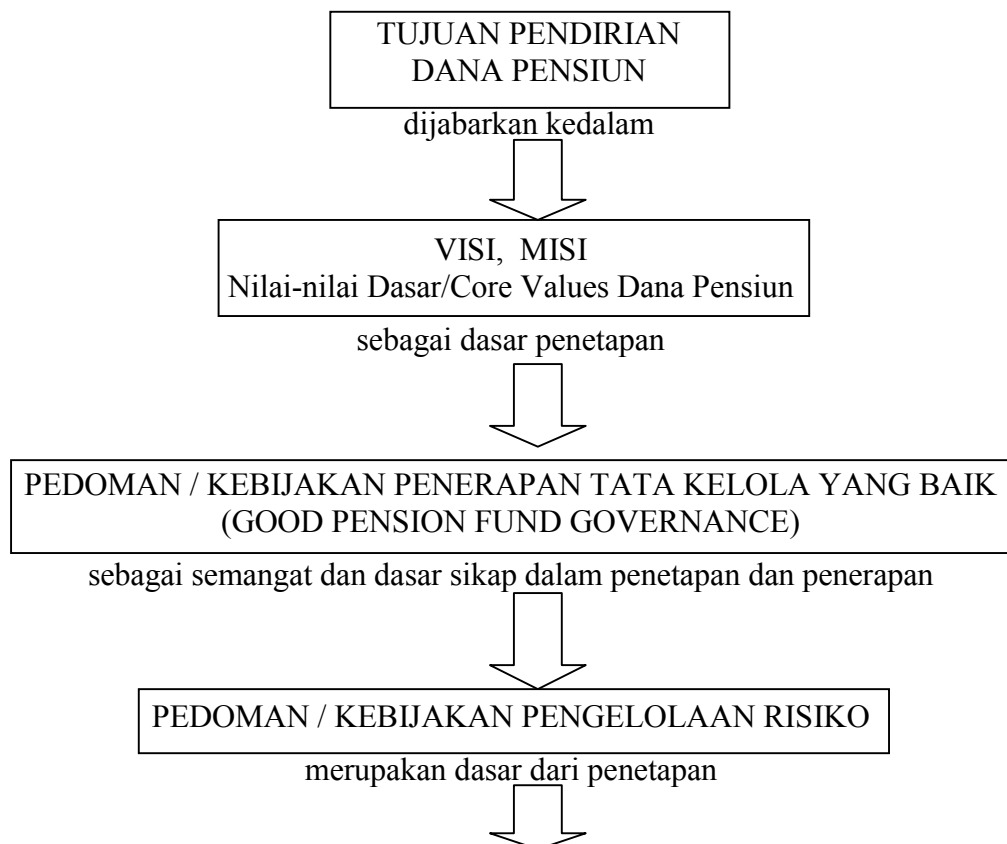 TUJUAN PENDIRIAN
DANA PENSIUN
dijabarkan kedalam
VISI, MISI
Nilai-nilai Dasar/Core Values Dana Pensiun
sebagai dasar penetapan
PEDOMAN / KEBIJAKAN PENERAPAN TATA KELOLA YANG BAIK
(GOOD PENSION FUND GOVERNANCE)
sebagai semangat dan dasar sikap dalam penetapan dan penerapan
PEDOMAN / KEBIJAKAN PENGELOLAAN RISIKO
merupakan dasar dari penetapan